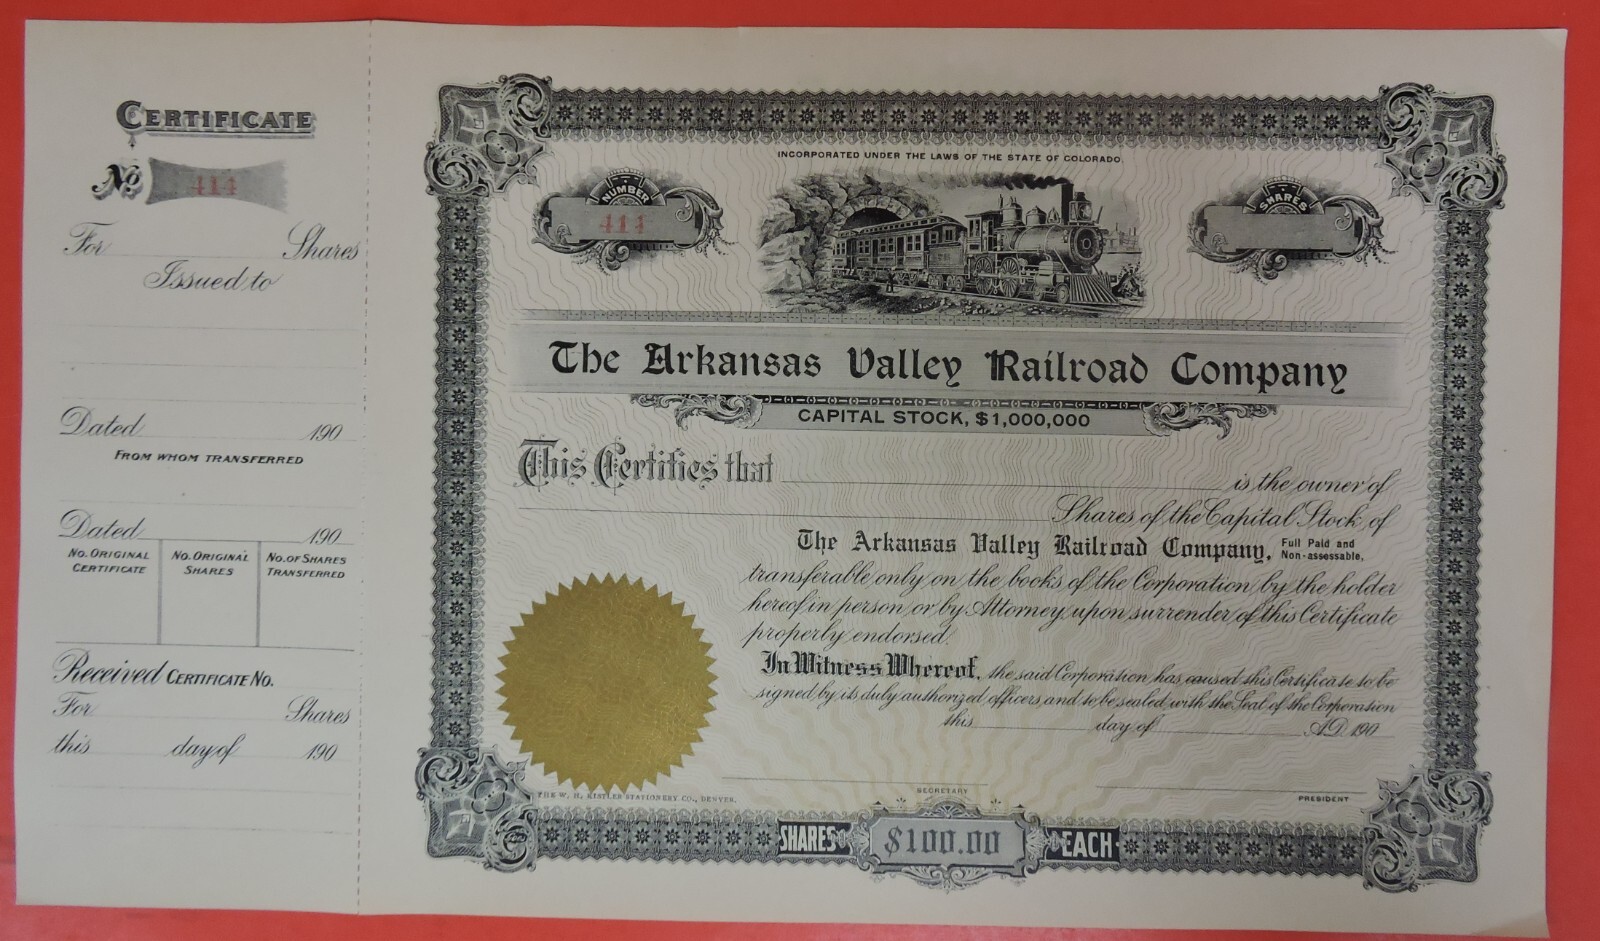 CERTIFICATE
No. 414
For Shares
Issued to
Dated 190
FROM WHOM TRANSFERRED
Dated 190
NO. ORIGINAL CERTIFICATE
NO. ORIGINAL SHARES
NO. OF SHARES TRANSFERRED
Received CERTIFICATE NO.
For Shares
this day of 190
INCORPORATED UNDER THE LAWS OF THE STATE OF COLORADO
NUMBER
414
SHARES
The Arkansas Valley Railroad Company
CAPITAL STOCK, $1,000,000
This Certifies that is the owner of
Shares of the Capital Stock of
The Arkansas Valley Railroad Company, Full Paid and Non-assessable,
transferable only on the books of the Corporation by the holder
hereof in person or by Attorney upon surrender of this Certificate
properly endorsed.
In Witness Whereof, the said Corporation has caused this Certificate to be
signed by its duly authorized officers and to be sealed with the Seal of the Corporation
this day of A.D. 190
SECRETARY
PRESIDENT
THE W. H. KISTLER STATIONERY CO., DENVER.
SHARES $100.00 EACH